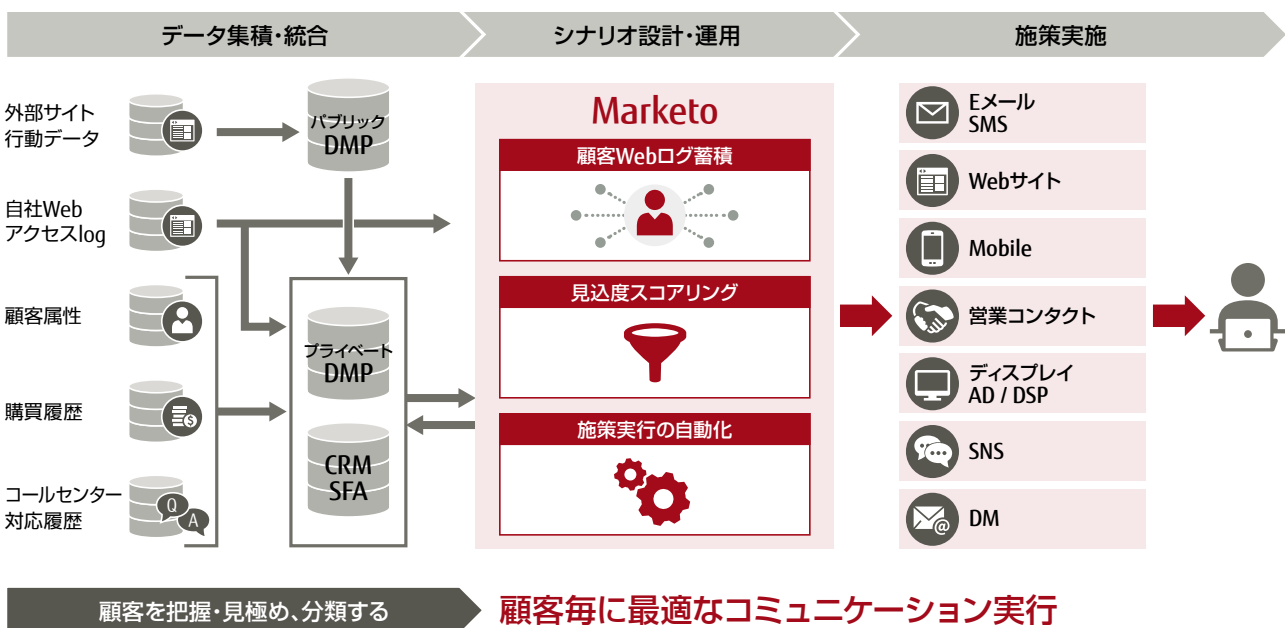 データ集積・統合
シナリオ設計・運用
施策実施
外部サイト
行動データ
パブリック
DMP
自社Web
アクセスlog
顧客属性
購買履歴
コールセンター
対応履歴
Q
A
プライベート
DMP
CRM
SFA
Marketo
顧客Webログ蓄積
見込度スコアリング
施策実行の自動化
Eメール
SMS
Webサイト
Mobile
営業コンタクト
ディスプレイ
AD / DSP
SNS
DM
顧客を把握・見極め、分類する
顧客毎に最適なコミュニケーション実行